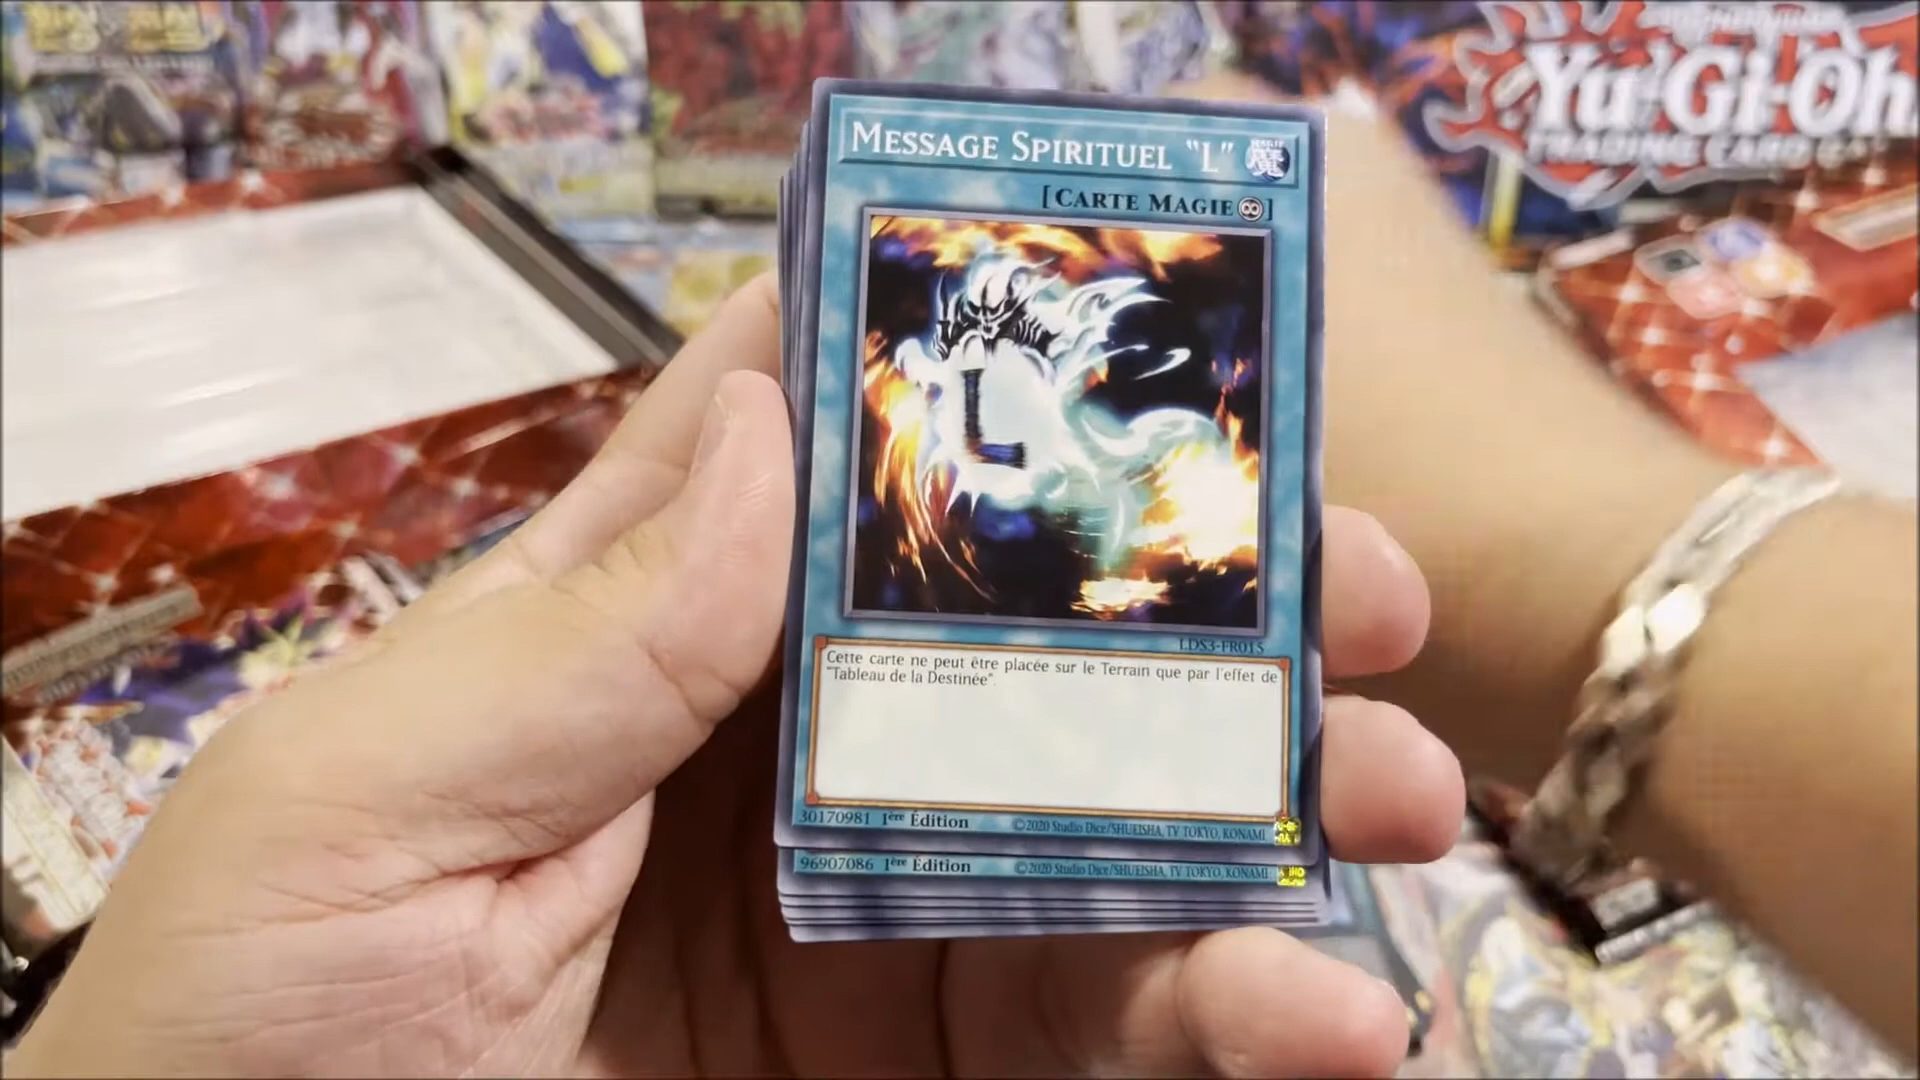 MESSAGE SPIRITUEL "L"
[CARTE MAGIE]
L
LDS3-FR015
Cette carte ne peut être placée sur le Terrain que par l'effet de
"Tableau de la Destinée".
30170981 1ère Édition ©2020 Studio Dice/SHUEISHA, TV TOKYO, KONAMI
96907086 1ère Édition ©2020 Studio Dice/SHUEISHA, TV TOKYO, KONAMI
Yu-Gi-Oh
TRADING CARD